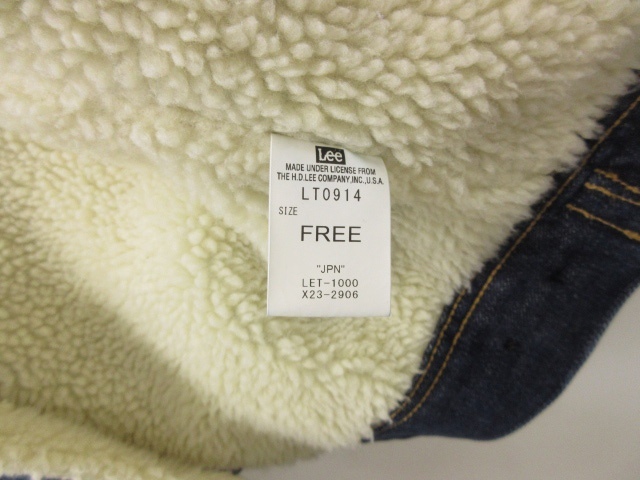 Lee
MADE UNDER LICENSE FROM
THE H.D.LEE COMPANY,INC.,U.S.A.
LT0914
SIZE
FREE
"JPN"
LET-1000
X23-2906